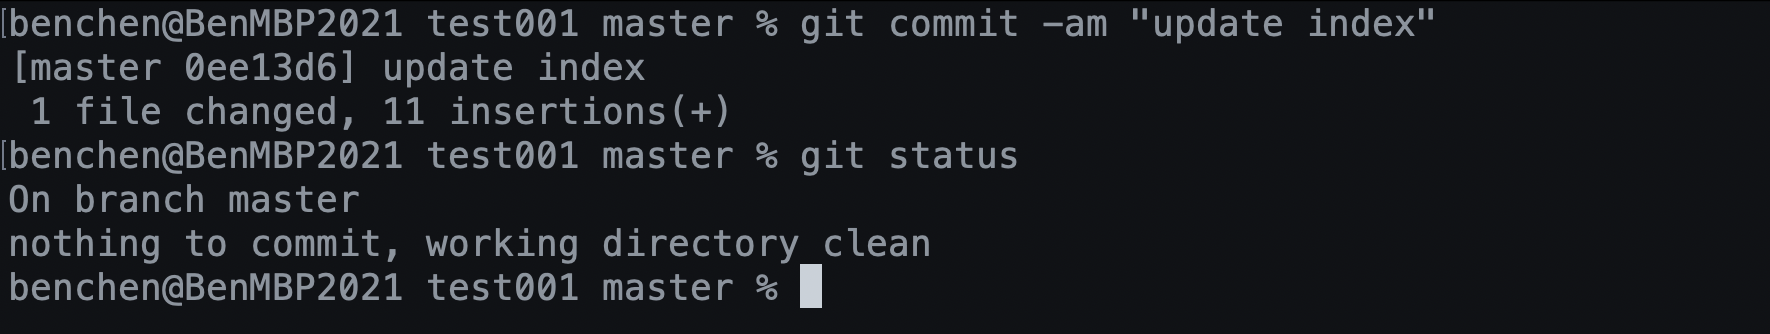 [benchen@BenMBP2021 test001 master % git commit -am "update index"
[master 0ee13d6] update index
 1 file changed, 11 insertions(+)
[benchen@BenMBP2021 test001 master % git status
On branch master
nothing to commit, working directory clean
benchen@BenMBP2021 test001 master %